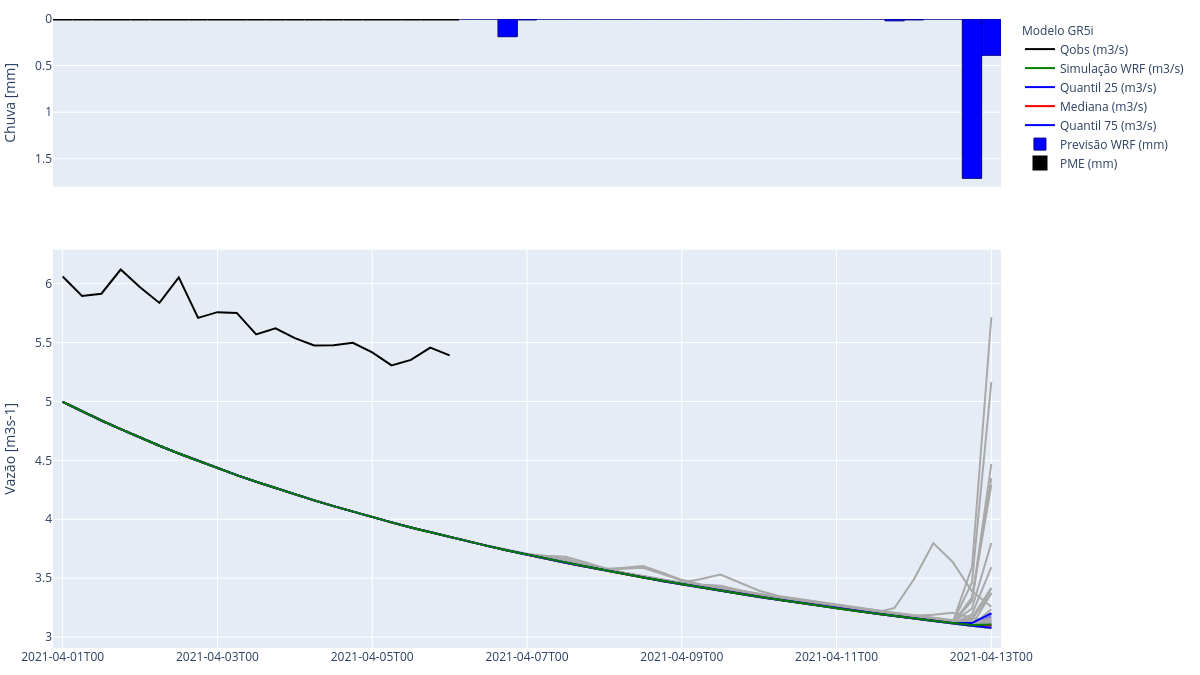 Chuva [mm]
0
0.5
1
1.5
Modelo GR5i
Qobs (m3/s)
Simulação WRF (m3/s)
Quantil 25 (m3/s)
Mediana (m3/s)
Quantil 75 (m3/s)
Previsão WRF (mm)
PME (mm)
Vazão [m3s-1]
6
5.5
5
4.5
4
3.5
3
2021-04-01T00 2021-04-03T00 2021-04-05T00 2021-04-07T00 2021-04-09T00 2021-04-11T00 2021-04-13T00